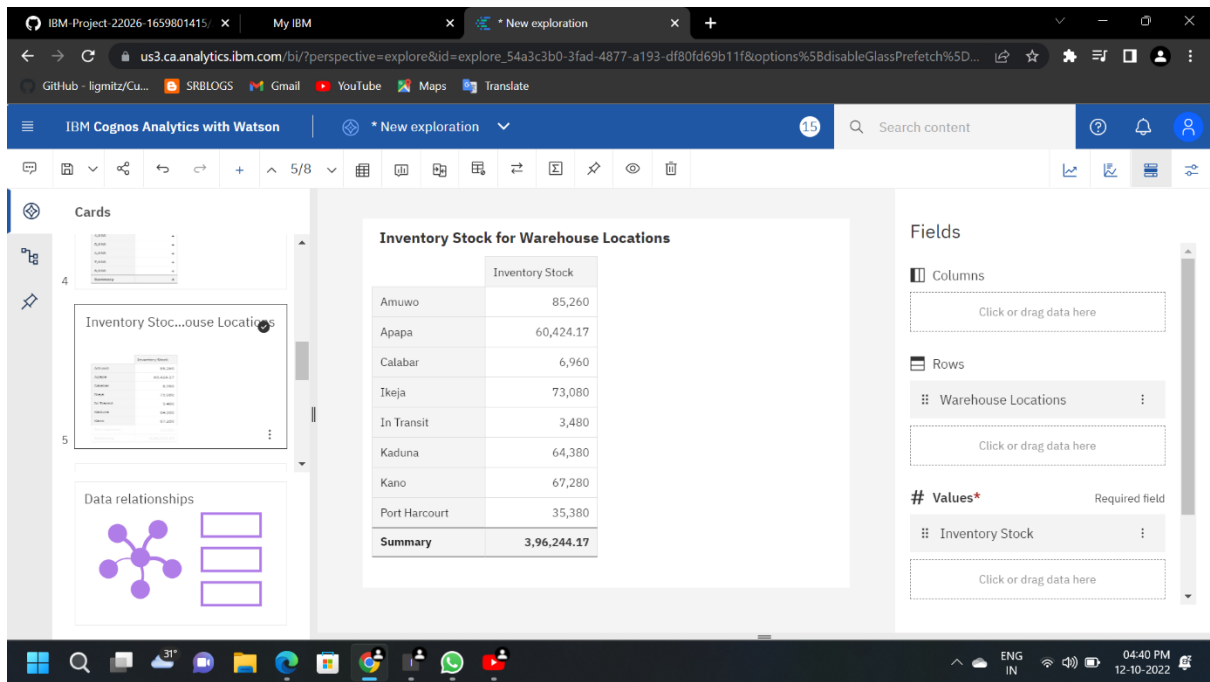 IBM-Project-22026-1659801415/
My IBM
* New exploration
us3.ca.analytics.ibm.com/bi/?perspective=explore&id=explore_54a3c3b0-3fad-4877-a193-df80fd69b11f&options%5BdisableGlassPrefetch%5D...
GitHub - ligmitz/Cu...
SRBLOGS
Gmail
YouTube
Maps
Translate
IBM Cognos Analytics with Watson
* New exploration
15
Search content
5/8
Cards
4
Summary
Inventory Stoc...ouse Locations
Inventory Stock
5
Data relationships
Inventory Stock for Warehouse Locations
Inventory Stock
Amuwo 85,260
Apapa 60,424.17
Calabar 6,960
Ikeja 73,080
In Transit 3,480
Kaduna 64,380
Kano 67,280
Port Harcourt 35,380
Summary 3,96,244.17
Fields
Columns
Click or drag data here
Rows
Warehouse Locations
Click or drag data here
# Values* Required field
Inventory Stock
Click or drag data here
31°
ENG
IN
04:40 PM
12-10-2022